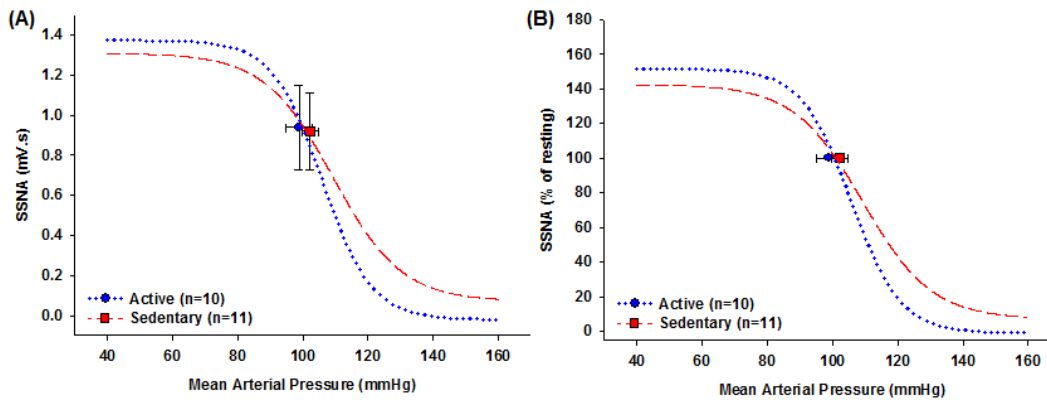 (A)
SSNA (mV.s)
1.4
1.2
1.0
0.8
0.6
0.4
0.2
0.0
Active (n=10)
Sedentary (n=11)
40 60 80 100 120 140 160
Mean Arterial Pressure (mmHg)
(B)
SSNA (% of resting)
180
160
140
120
100
80
60
40
20
0
Active (n=10)
Sedentary (n=11)
40 60 80 100 120 140 160
Mean Arterial Pressure (mmHg)